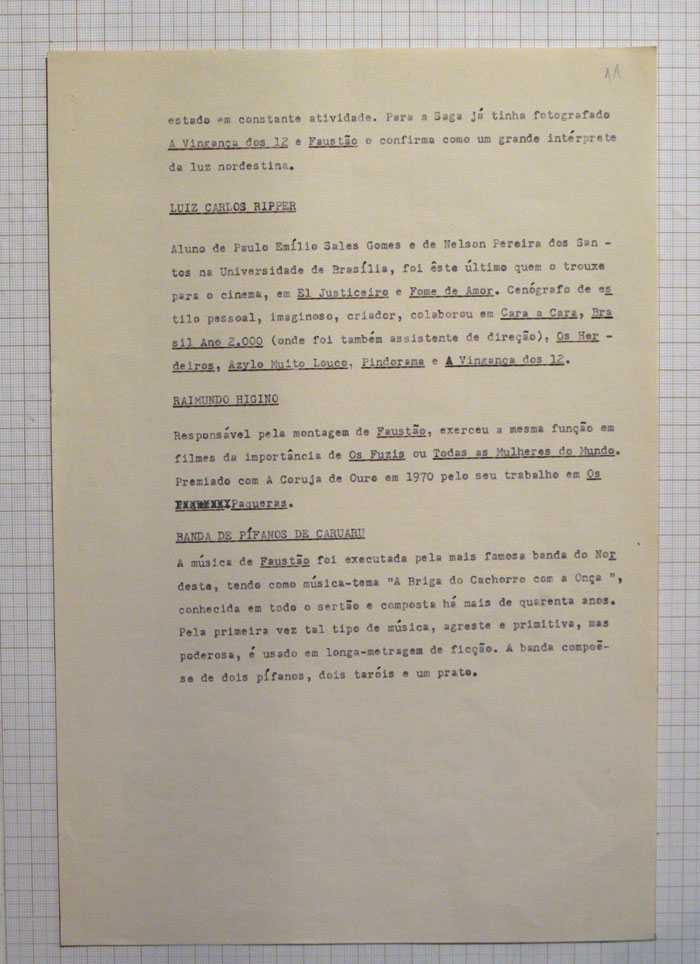 11
estado em constante atividade. Para a Saga já tinha fotografado
A Vingança dos 12 e Faustão o confirma como um grande intérprete
da luz nordestina.
LUIZ CARLOS RIPPER
Aluno de Paulo Emílio Sales Gomes e de Nelson Pereira dos San -
tos na Universidade de Brasília, foi êste último quem o trouxe
para o cinema, em El Justiceiro e Fome de Amor. Cenógrafo de es
tilo pessoal, imaginoso, criador, colaborou em Cara a Cara, Bra
sil Ano 2.000 (onde foi também assistente de direção), Os Her -
deiros, Azylo Muito Louco, Pindorama e A Vingança dos 12.
RAIMUNDO HIGINO
Responsável pela montagem de Faustão, exerceu a mesma função em
filmes da importância de Os Fuzis ou Todas as Mulheres do Mundo.
Premiado com A Coruja de Ouro em 1970 pelo seu trabalho em Os
Paqueras.
BANDA DE PÍFANOS DE CARUARU
A música de Faustão foi executada pela mais famosa banda do Nor
deste, tendo como música-tema "A Briga do Cachorro com a Onça ",
conhecida em todo o sertão e composta há mais de quarenta anos.
Pela primeira vez tal tipo de música, agreste e primitiva, mas
poderosa, é usado em longa-metragem de ficção. A banda compoẽ-
se de dois pífanos, dois taróis e um prato.